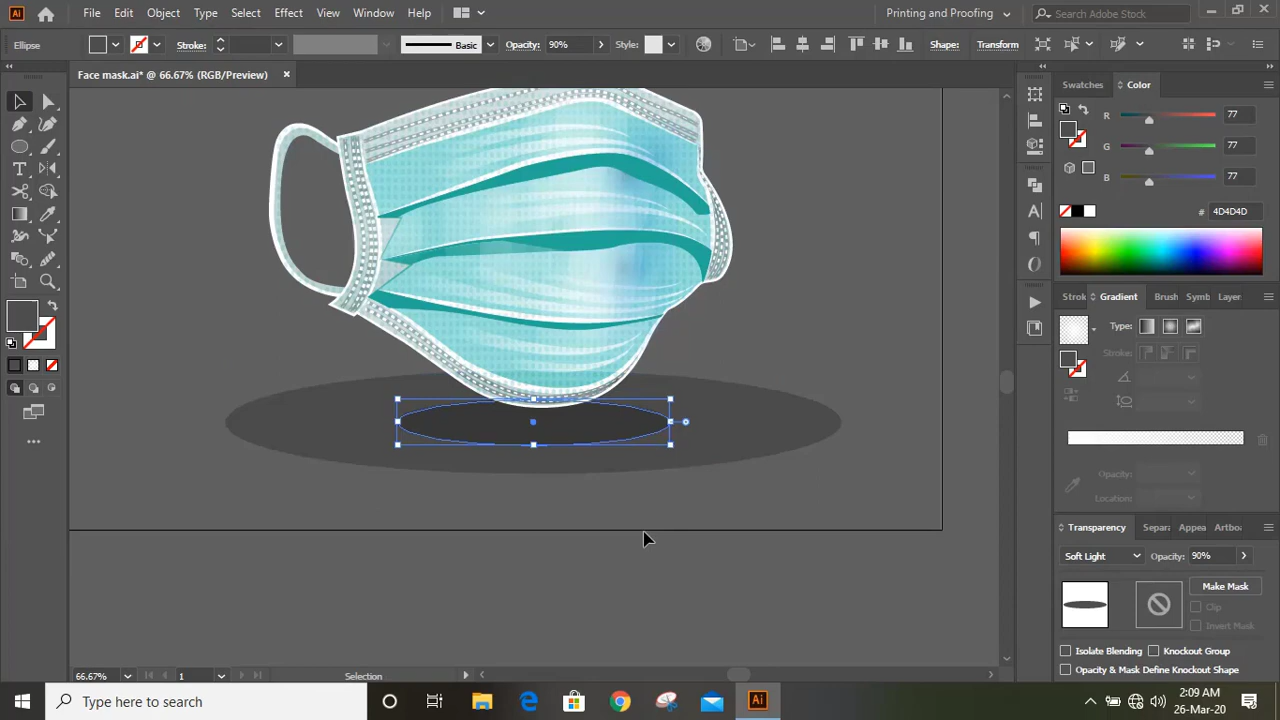 Ai File Edit Object Type Select Effect View Window Help Printing and Proofing Search Adobe Stock
Ellipse Stroke: Basic Opacity: 90% Style: Shape: Transform
Face mask.ai* @ 66.67% (RGB/Preview)
Swatches Color
R 77
G 77
B 77
# 4D4D4D
Strok Gradient Brush Symb Layer
Type:
Stroke:
Opacity:
Location:
Transparency Separa Appea Artboa
Soft Light Opacity: 90%
Make Mask
Clip
Invert Mask
Isolate Blending Knockout Group
Opacity & Mask Define Knockout Shape
66.67% 1 Selection
Type here to search Ai 2:09 AM
26-Mar-20